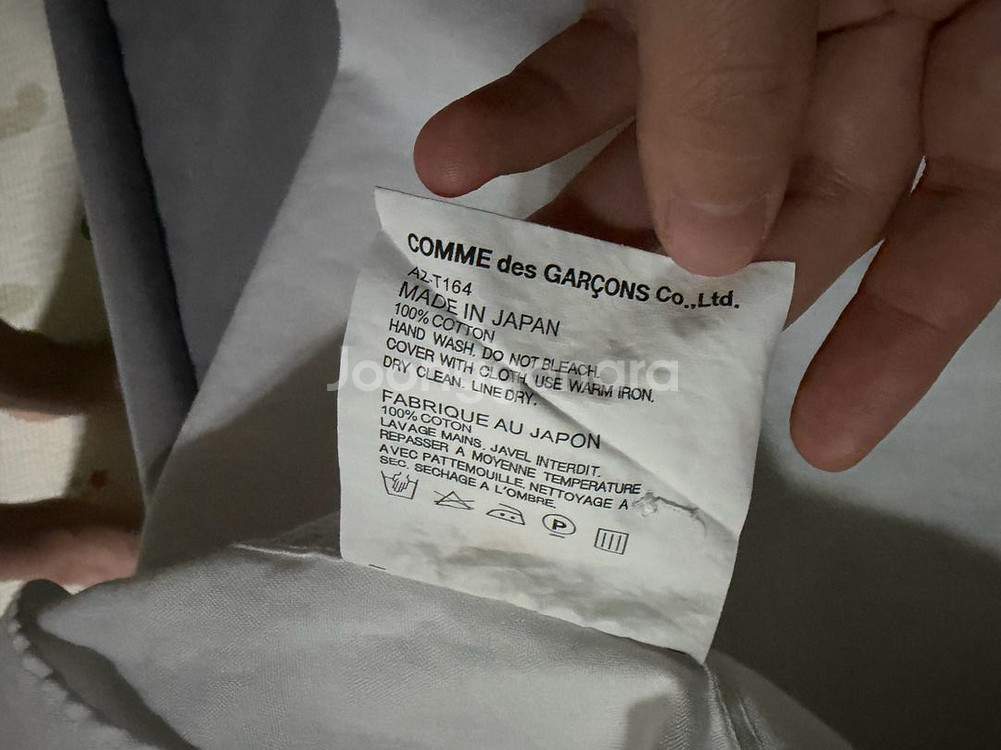 COMME des GARÇONS Co.,Ltd.
AZ-T164
MADE IN JAPAN
100% COTTON
HAND WASH. DO NOT BLEACH.
COVER WITH CLOTH, USE WARM IRON.
DRY CLEAN. LINE DRY.
FABRIQUE AU JAPON
100% COTON
LAVAGE MAINS. JAVEL INTERDIT.
REPASSER A MOYENNE TEMPERATURE
AVEC PATTEMOUILLE. NETTOYAGE A
SEC. SECHAGE A L'OMBRE.
P